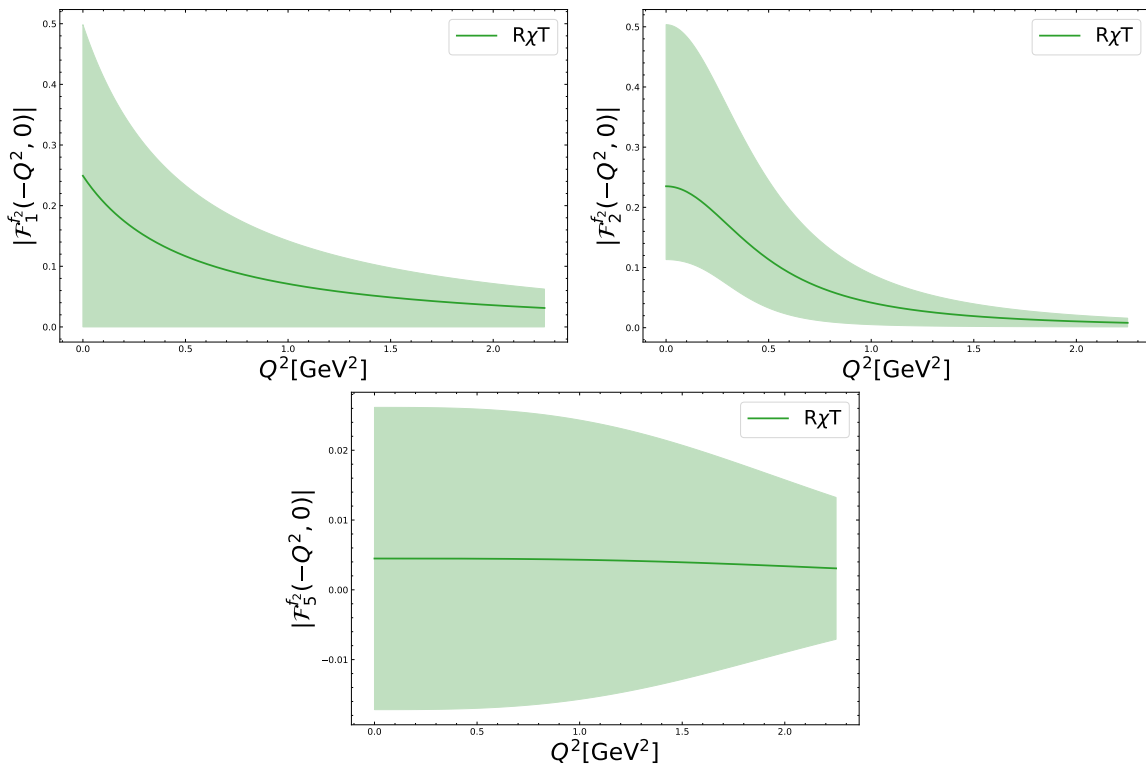 |𝓕₁^{f₂}(−Q², 0)|
0.5
0.4
0.3
0.2
0.1
0.0
RχT
0.0 0.5 1.0 1.5 2.0
Q²[GeV²]
|𝓕₂^{f₂}(−Q², 0)|
0.5
0.4
0.3
0.2
0.1
0.0
RχT
0.0 0.5 1.0 1.5 2.0
Q²[GeV²]
|𝓕₅^{f₂}(−Q², 0)|
0.02
0.01
0.00
−0.01
RχT
0.0 0.5 1.0 1.5 2.0
Q²[GeV²]